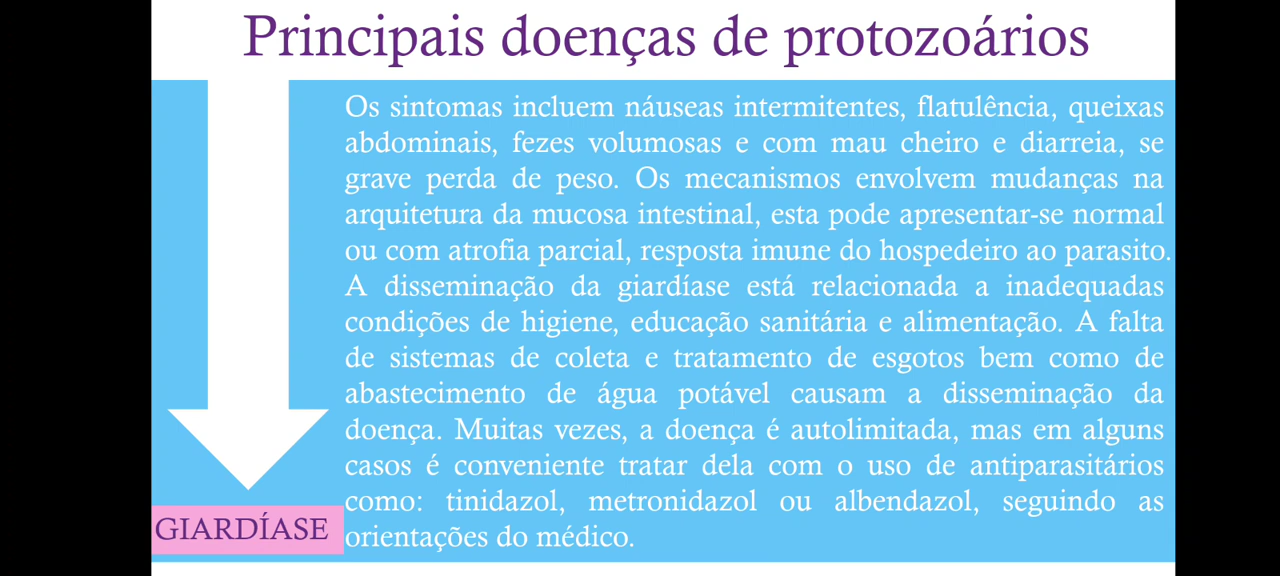 Principais doenças de protozoários
Os sintomas incluem náuseas intermitentes, flatulência, queixas
abdominais, fezes volumosas e com mau cheiro e diarreia, se
grave perda de peso. Os mecanismos envolvem mudanças na
arquitetura da mucosa intestinal, esta pode apresentar-se normal
ou com atrofia parcial, resposta imune do hospedeiro ao parasito.
A disseminação da giardíase está relacionada a inadequadas
condições de higiene, educação sanitária e alimentação. A falta
de sistemas de coleta e tratamento de esgotos bem como de
abastecimento de água potável causam a disseminação da
doença. Muitas vezes, a doença é autolimitada, mas em alguns
casos é conveniente tratar dela com o uso de antiparasitários
como: tinidazol, metronidazol ou albendazol, seguindo as
orientações do médico.
GIARDÍASE